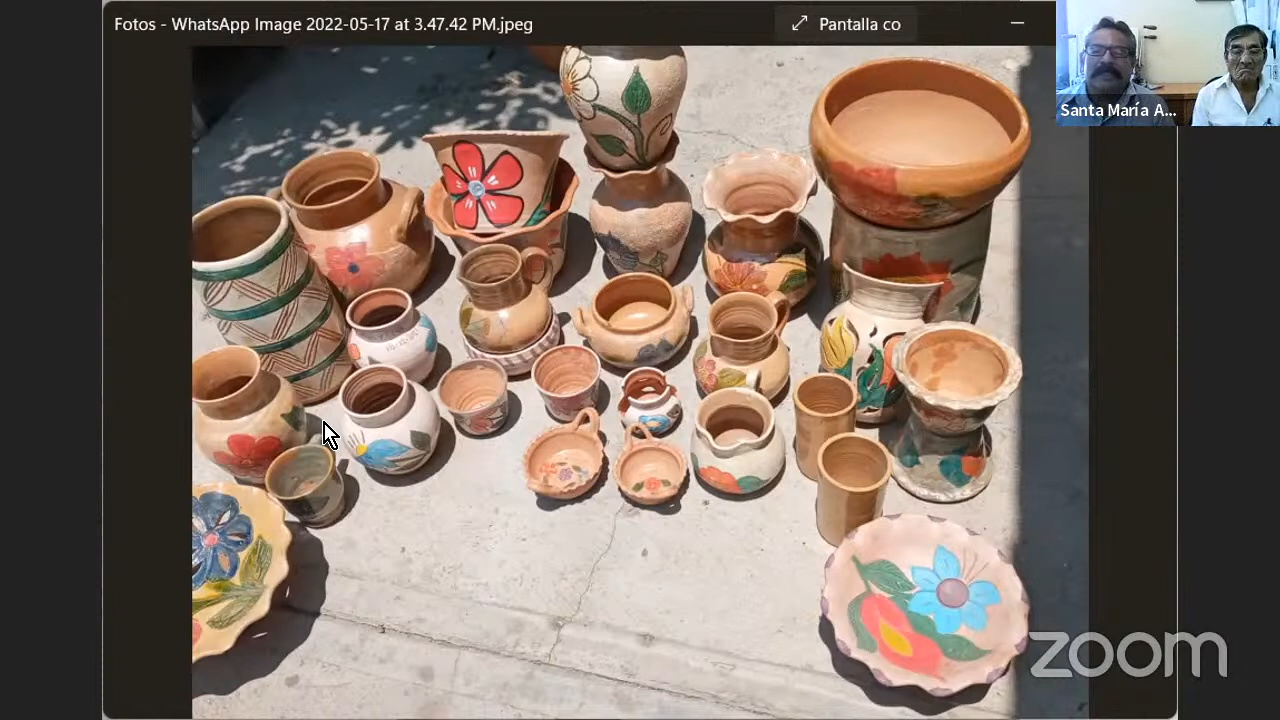 Fotos - WhatsApp Image 2022-05-17 at 3.47.42 PM.jpeg
Pantalla co
Santa María A...
zoom